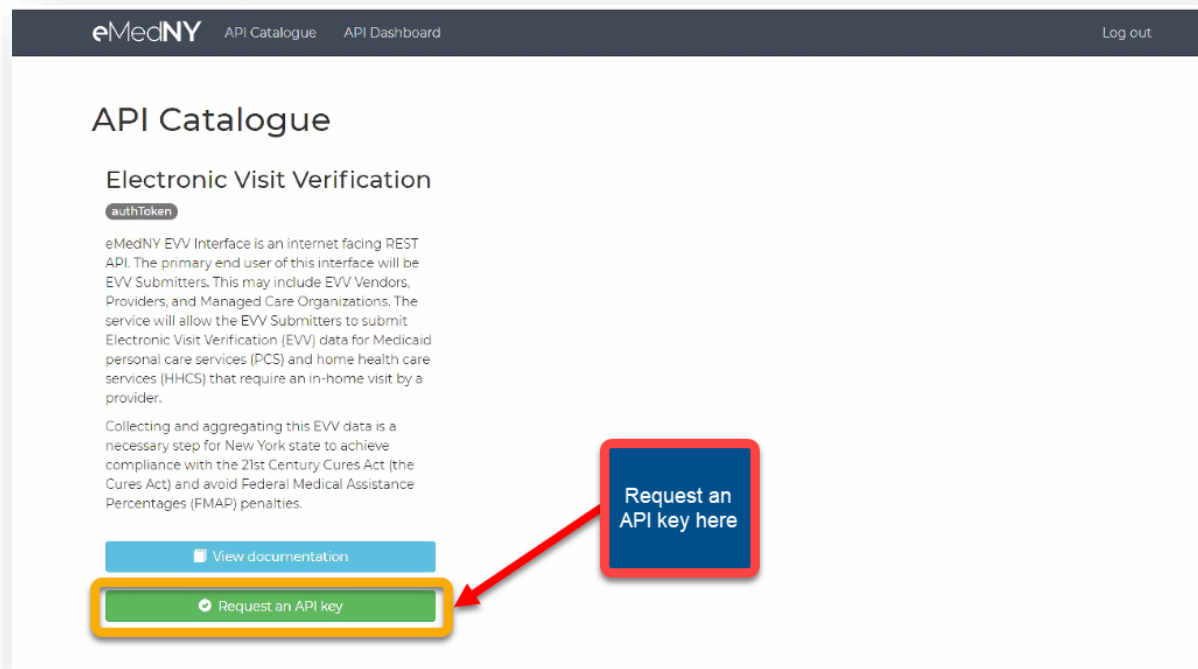 eMedNY API Catalogue API Dashboard Log out
API Catalogue
Electronic Visit Verification
authToken
eMedNY EVV Interface is an internet facing REST
API. The primary end user of this interface will be
EVV Submitters. This may include EVV Vendors,
Providers, and Managed Care Organizations. The
service will allow the EVV Submitters to submit
Electronic Visit Verification (EVV) data for Medicaid
personal care services (PCS) and home health care
services (HHCS) that require an in-home visit by a
provider.
Collecting and aggregating this EVV data is a
necessary step for New York state to achieve
compliance with the 21st Century Cures Act (the
Cures Act) and avoid Federal Medical Assistance
Percentages (FMAP) penalties.
View documentation
Request an API key
Request an
API key here